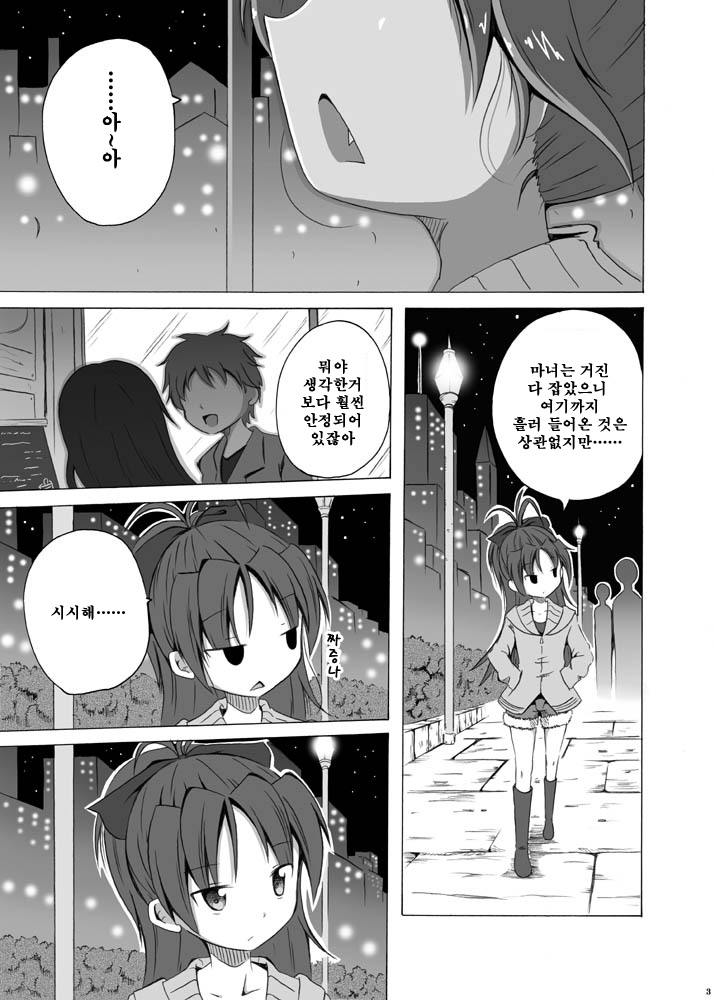 ……
아
~
아
마녀는 거진
다 잡았으니
여기까지
흘러 들어온 것은
상관없지만……
뭐야
생각한거
보다 훨씬
안정되어
있잖아
시시해……
짜증나
3